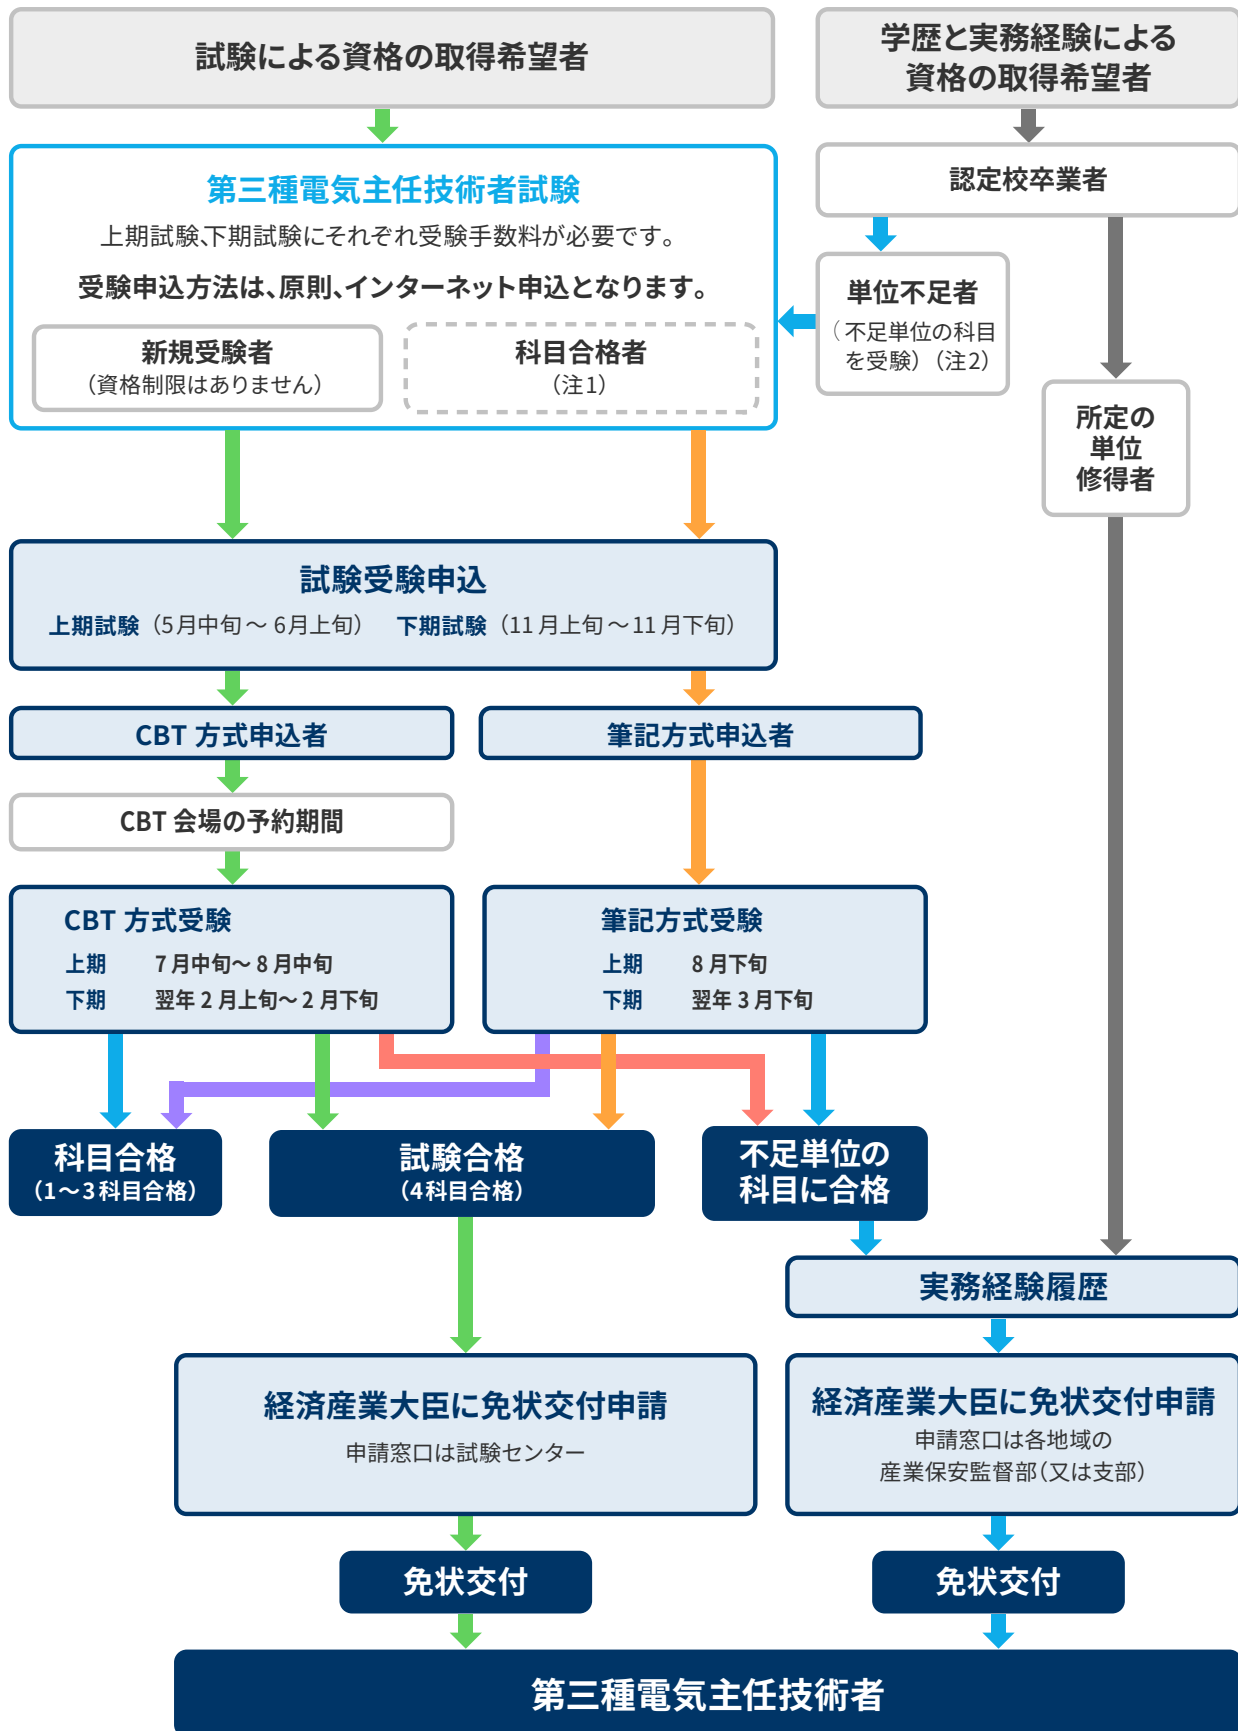 試験による資格の取得希望者
学歴と実務経験による
資格の取得希望者
第三種電気主任技術者試験
上期試験、下期試験にそれぞれ受験手数料が必要です。
受験申込方法は、原則、インターネット申込となります。
新規受験者
（資格制限はありません）
科目合格者
（注1）
認定校卒業者
単位不足者
（不足単位の科目
を受験）（注2）
所定の
単位
修得者
試験受験申込
上期試験（5月中旬～6月上旬） 下期試験（11月上旬～11月下旬）
CBT 方式申込者
筆記方式申込者
CBT 会場の予約期間
CBT 方式受験
上期 7月中旬～8月中旬
下期 翌年2月上旬～2月下旬
筆記方式受験
上期 8月下旬
下期 翌年3月下旬
科目合格
（1～3科目合格）
試験合格
（4科目合格）
不足単位の
科目に合格
実務経験履歴
経済産業大臣に免状交付申請
申請窓口は試験センター
経済産業大臣に免状交付申請
申請窓口は各地域の
産業保安監督部（又は支部）
免状交付
免状交付
第三種電気主任技術者